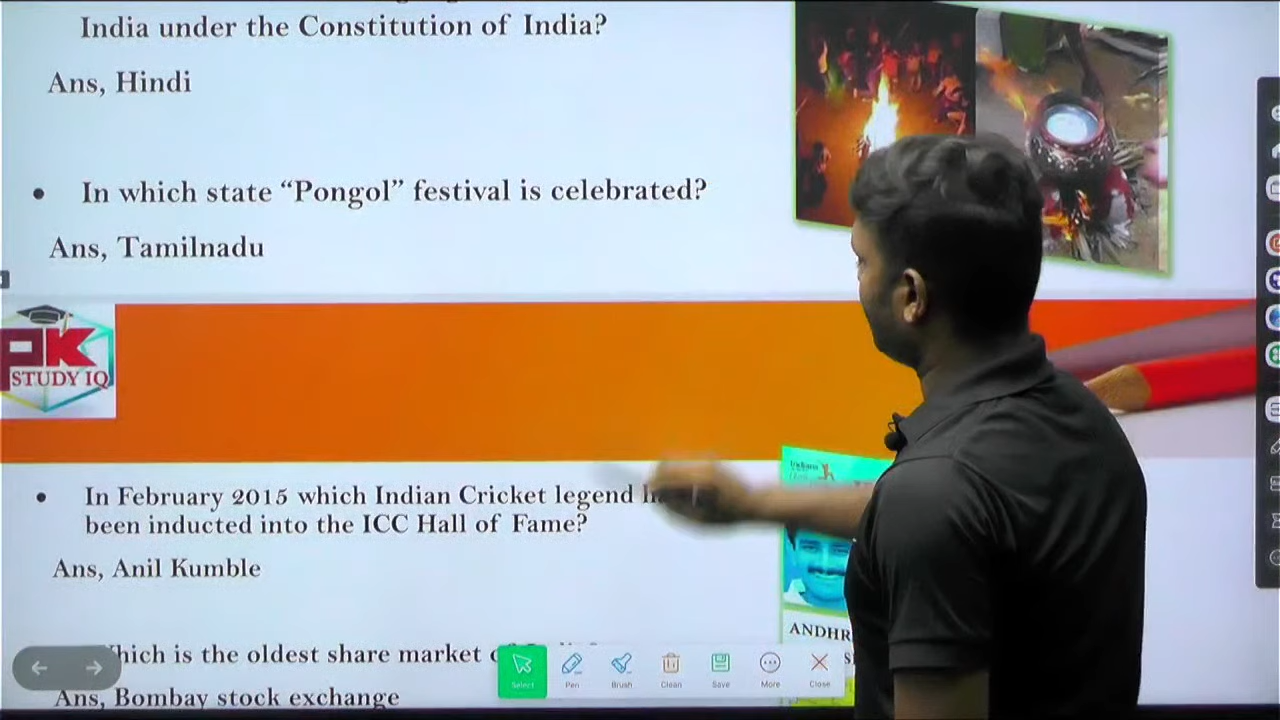 India under the Constitution of India?
Ans, Hindi
• In which state “Pongol” festival is celebrated?
Ans, Tamilnadu
PK
STUDY IQ
• In February 2015 which Indian Cricket legend
been inducted into the ICC Hall of Fame?
Ans, Anil Kumble
ANDHR
hich is the oldest share market
Ans, Bombay stock exchange
Select Pen Brush Clean Save More Close